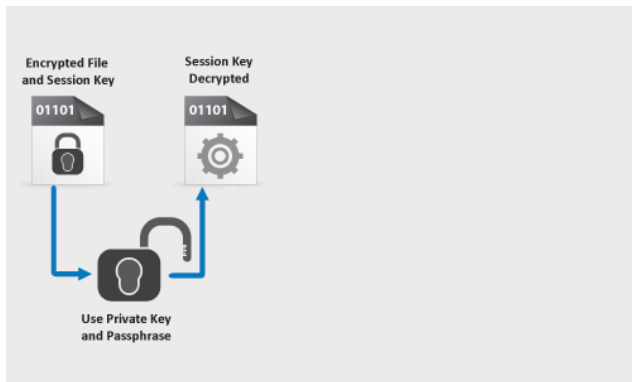 Encrypted File
and Session Key
Session Key
Decrypted
01101
01101
Use Private Key
and Passphrase